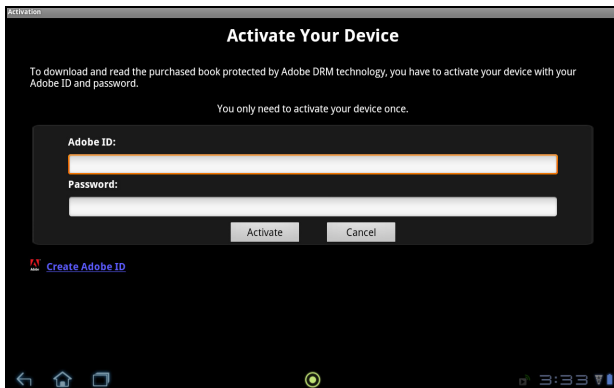 Activation
Activate Your Device
To download and read the purchased book protected by Adobe DRM technology, you have to activate your device with your
Adobe ID and password.
You only need to activate your device once.
Adobe ID:
Password:
Activate Cancel
Adobe Create Adobe ID
3:33